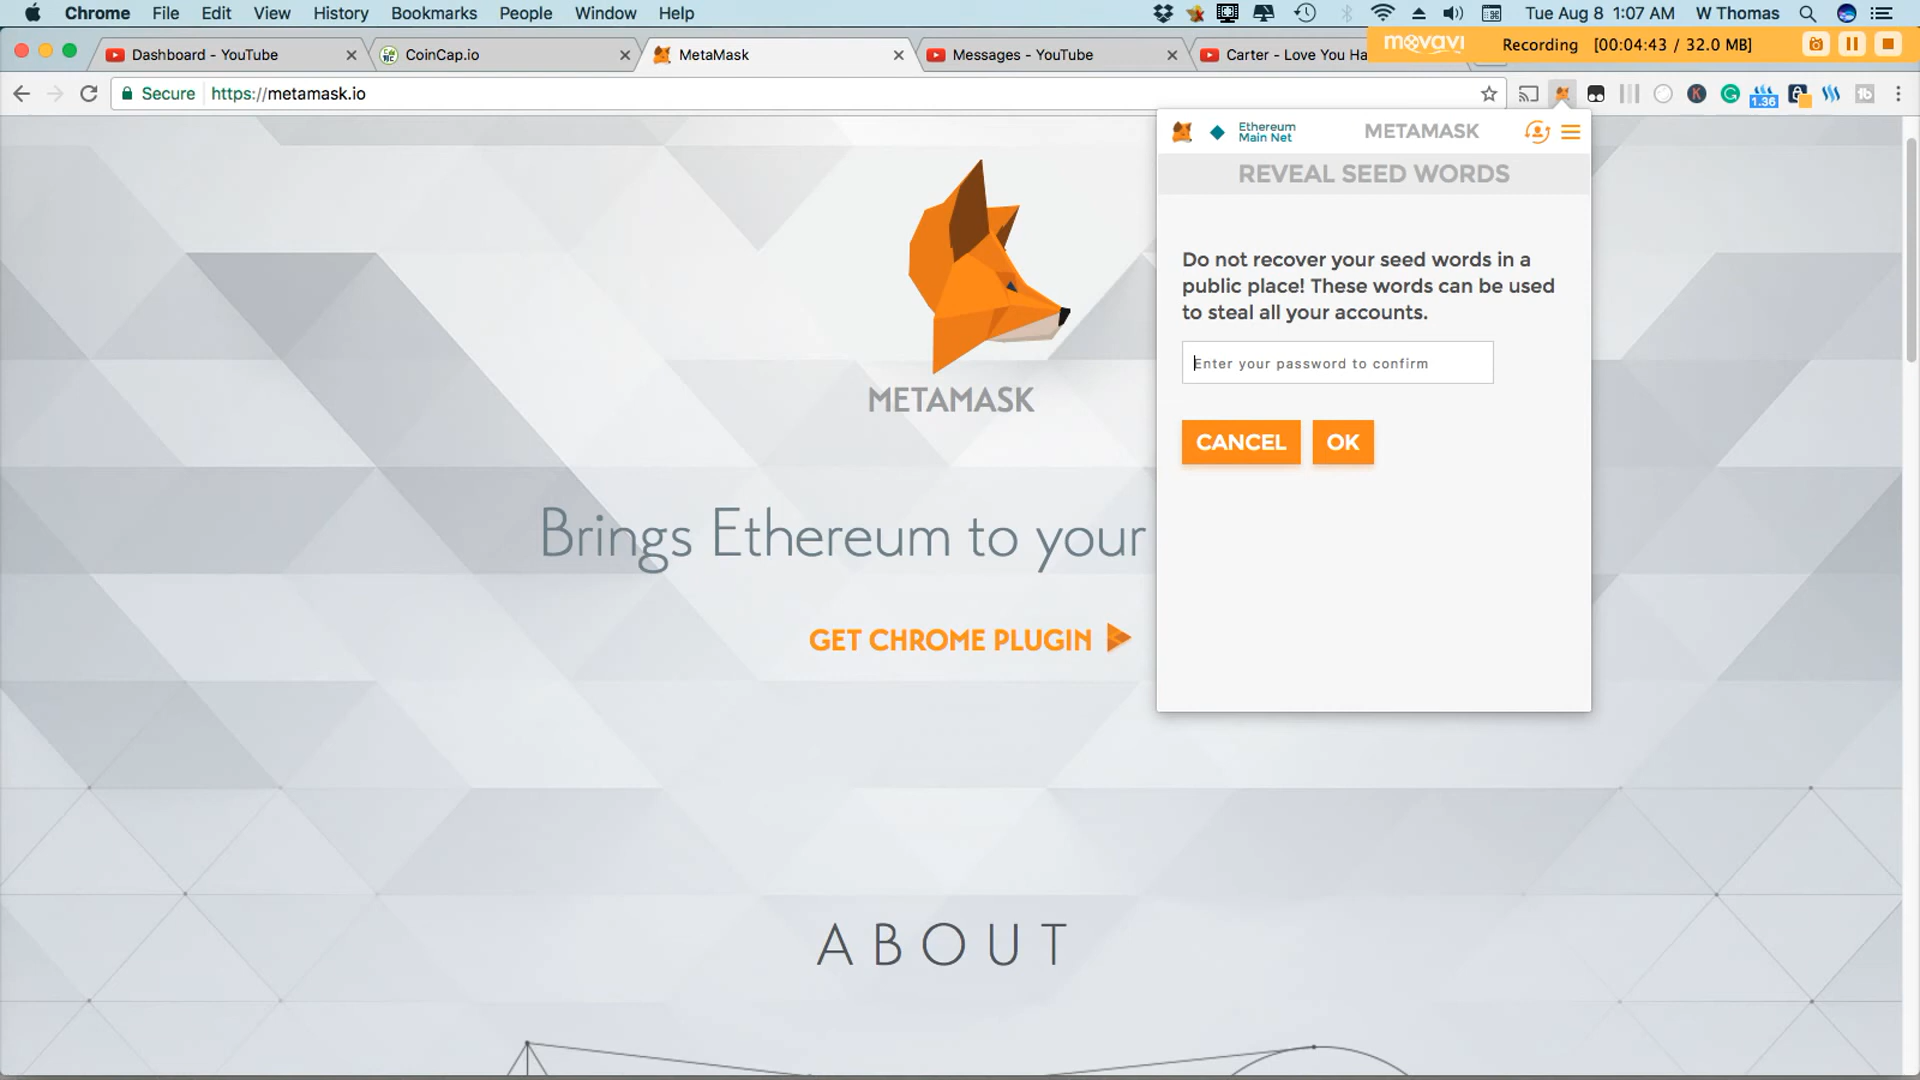 Chrome File Edit View History Bookmarks People Window Help Tue Aug 8 1:07 AM W Thomas
Dashboard - YouTube CoinCap.io MetaMask Messages - YouTube Carter - Love You Ha
movavi Recording [00:04:43 / 32.0 MB]
Secure https://metamask.io
1.36
Ethereum
Main Net
METAMASK
REVEAL SEED WORDS
Do not recover your seed words in a
public place! These words can be used
to steal all your accounts.
Enter your password to confirm
CANCEL OK
METAMASK
Brings Ethereum to your
GET CHROME PLUGIN
ABOUT